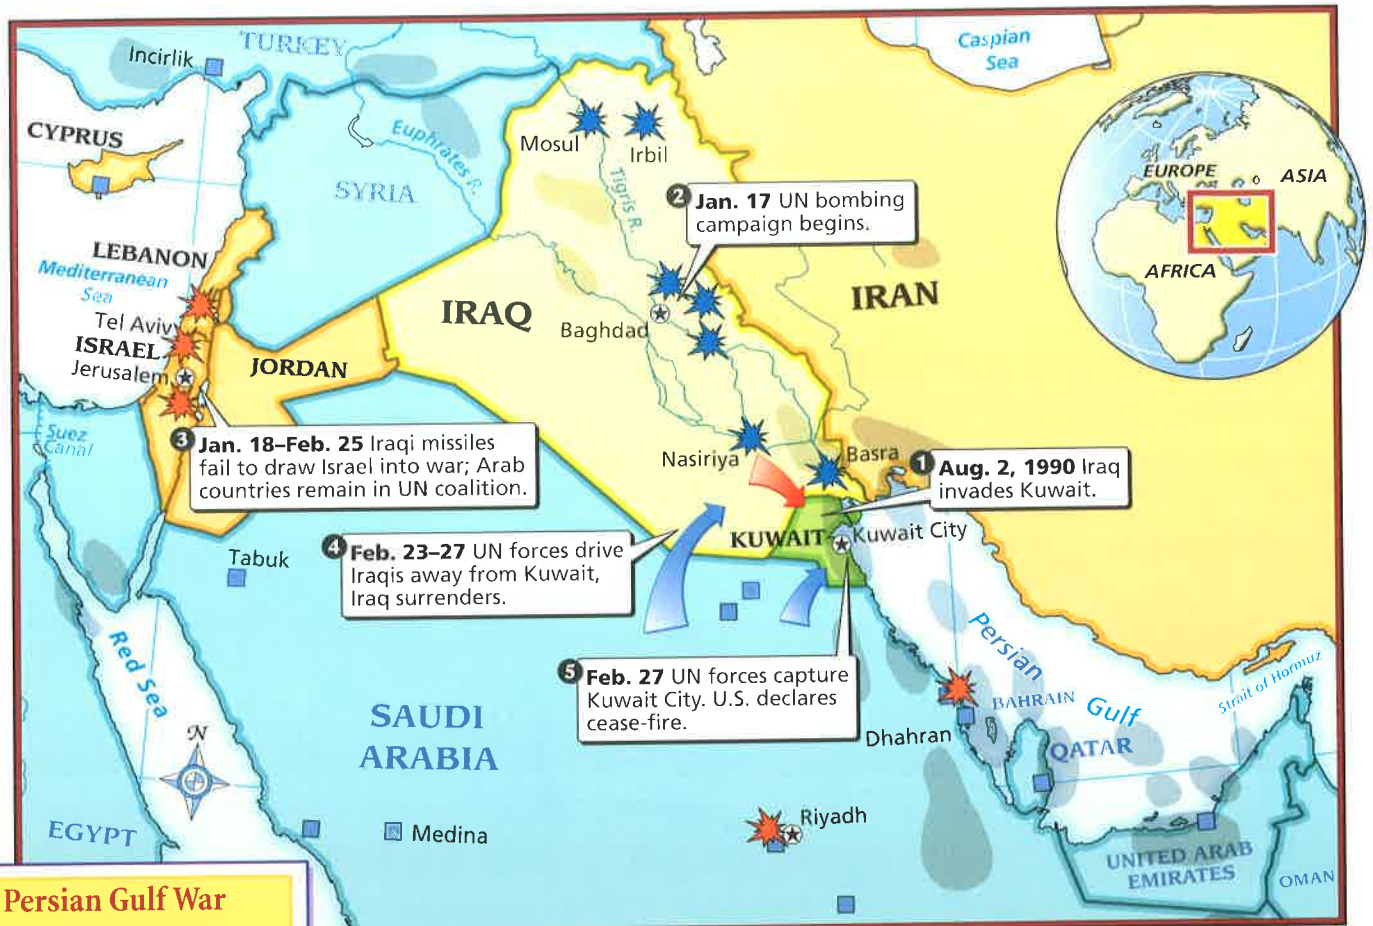 TURKEY
Incirlik
Caspian
Sea
CYPRUS
Euphrates R.
SYRIA
Mosul
Irbil
Tigris R.
EUROPE
ASIA
AFRICA
2 Jan. 17 UN bombing
campaign begins.
LEBANON
Mediterranean
Sea
Tel Aviv
ISRAEL
Jerusalem
JORDAN
IRAQ
Baghdad
IRAN
Suez
Canal
3 Jan. 18–Feb. 25 Iraqi missiles
fail to draw Israel into war; Arab
countries remain in UN coalition.
Nasiriya
Basra
1 Aug. 2, 1990 Iraq
invades Kuwait.
KUWAIT
Kuwait City
4 Feb. 23–27 UN forces drive
Iraqis away from Kuwait,
Iraq surrenders.
Tabuk
Red Sea
5 Feb. 27 UN forces capture
Kuwait City. U.S. declares
cease-fire.
Persian Gulf
Strait of Hormuz
BAHRAIN
Dhahran
QATAR
SAUDI
ARABIA
N
EGYPT
Medina
Riyadh
UNITED ARAB
EMIRATES
OMAN
Persian Gulf War